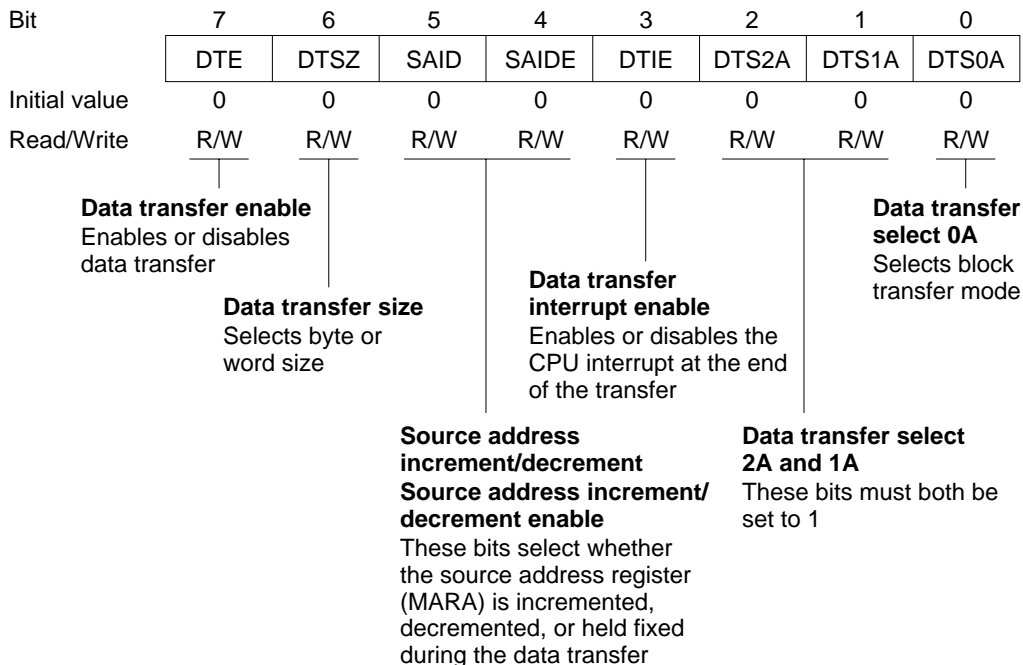 Bit 7 6 5 4 3 2 1 0
DTE DTSZ SAID SAIDE DTIE DTS2A DTS1A DTS0A
Initial value 0 0 0 0 0 0 0 0
Read/Write R/W R/W R/W R/W R/W R/W R/W R/W
Data transfer enable
Enables or disables
data transfer
Data transfer size
Selects byte or
word size
Source address
increment/decrement
Source address increment/
decrement enable
These bits select whether
the source address register
(MARA) is incremented,
decremented, or held fixed
during the data transfer
Data transfer
interrupt enable
Enables or disables the
CPU interrupt at the end
of the transfer
Data transfer select
2A and 1A
These bits must both be
set to 1
Data transfer
select 0A
Selects block
transfer mode